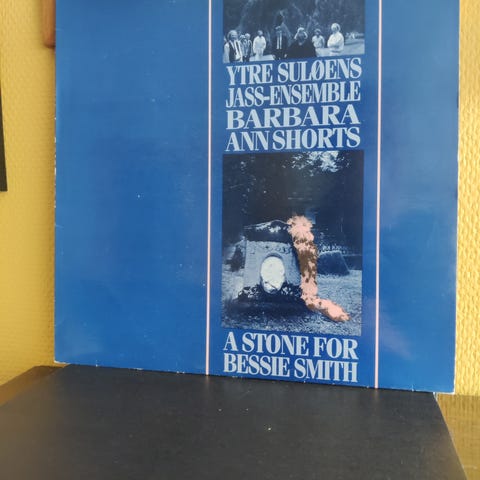 YTRE SULØENS
JASS-ENSEMBLE
BARBARA
ANN SHORTS
A STONE FOR
BESSIE SMITH